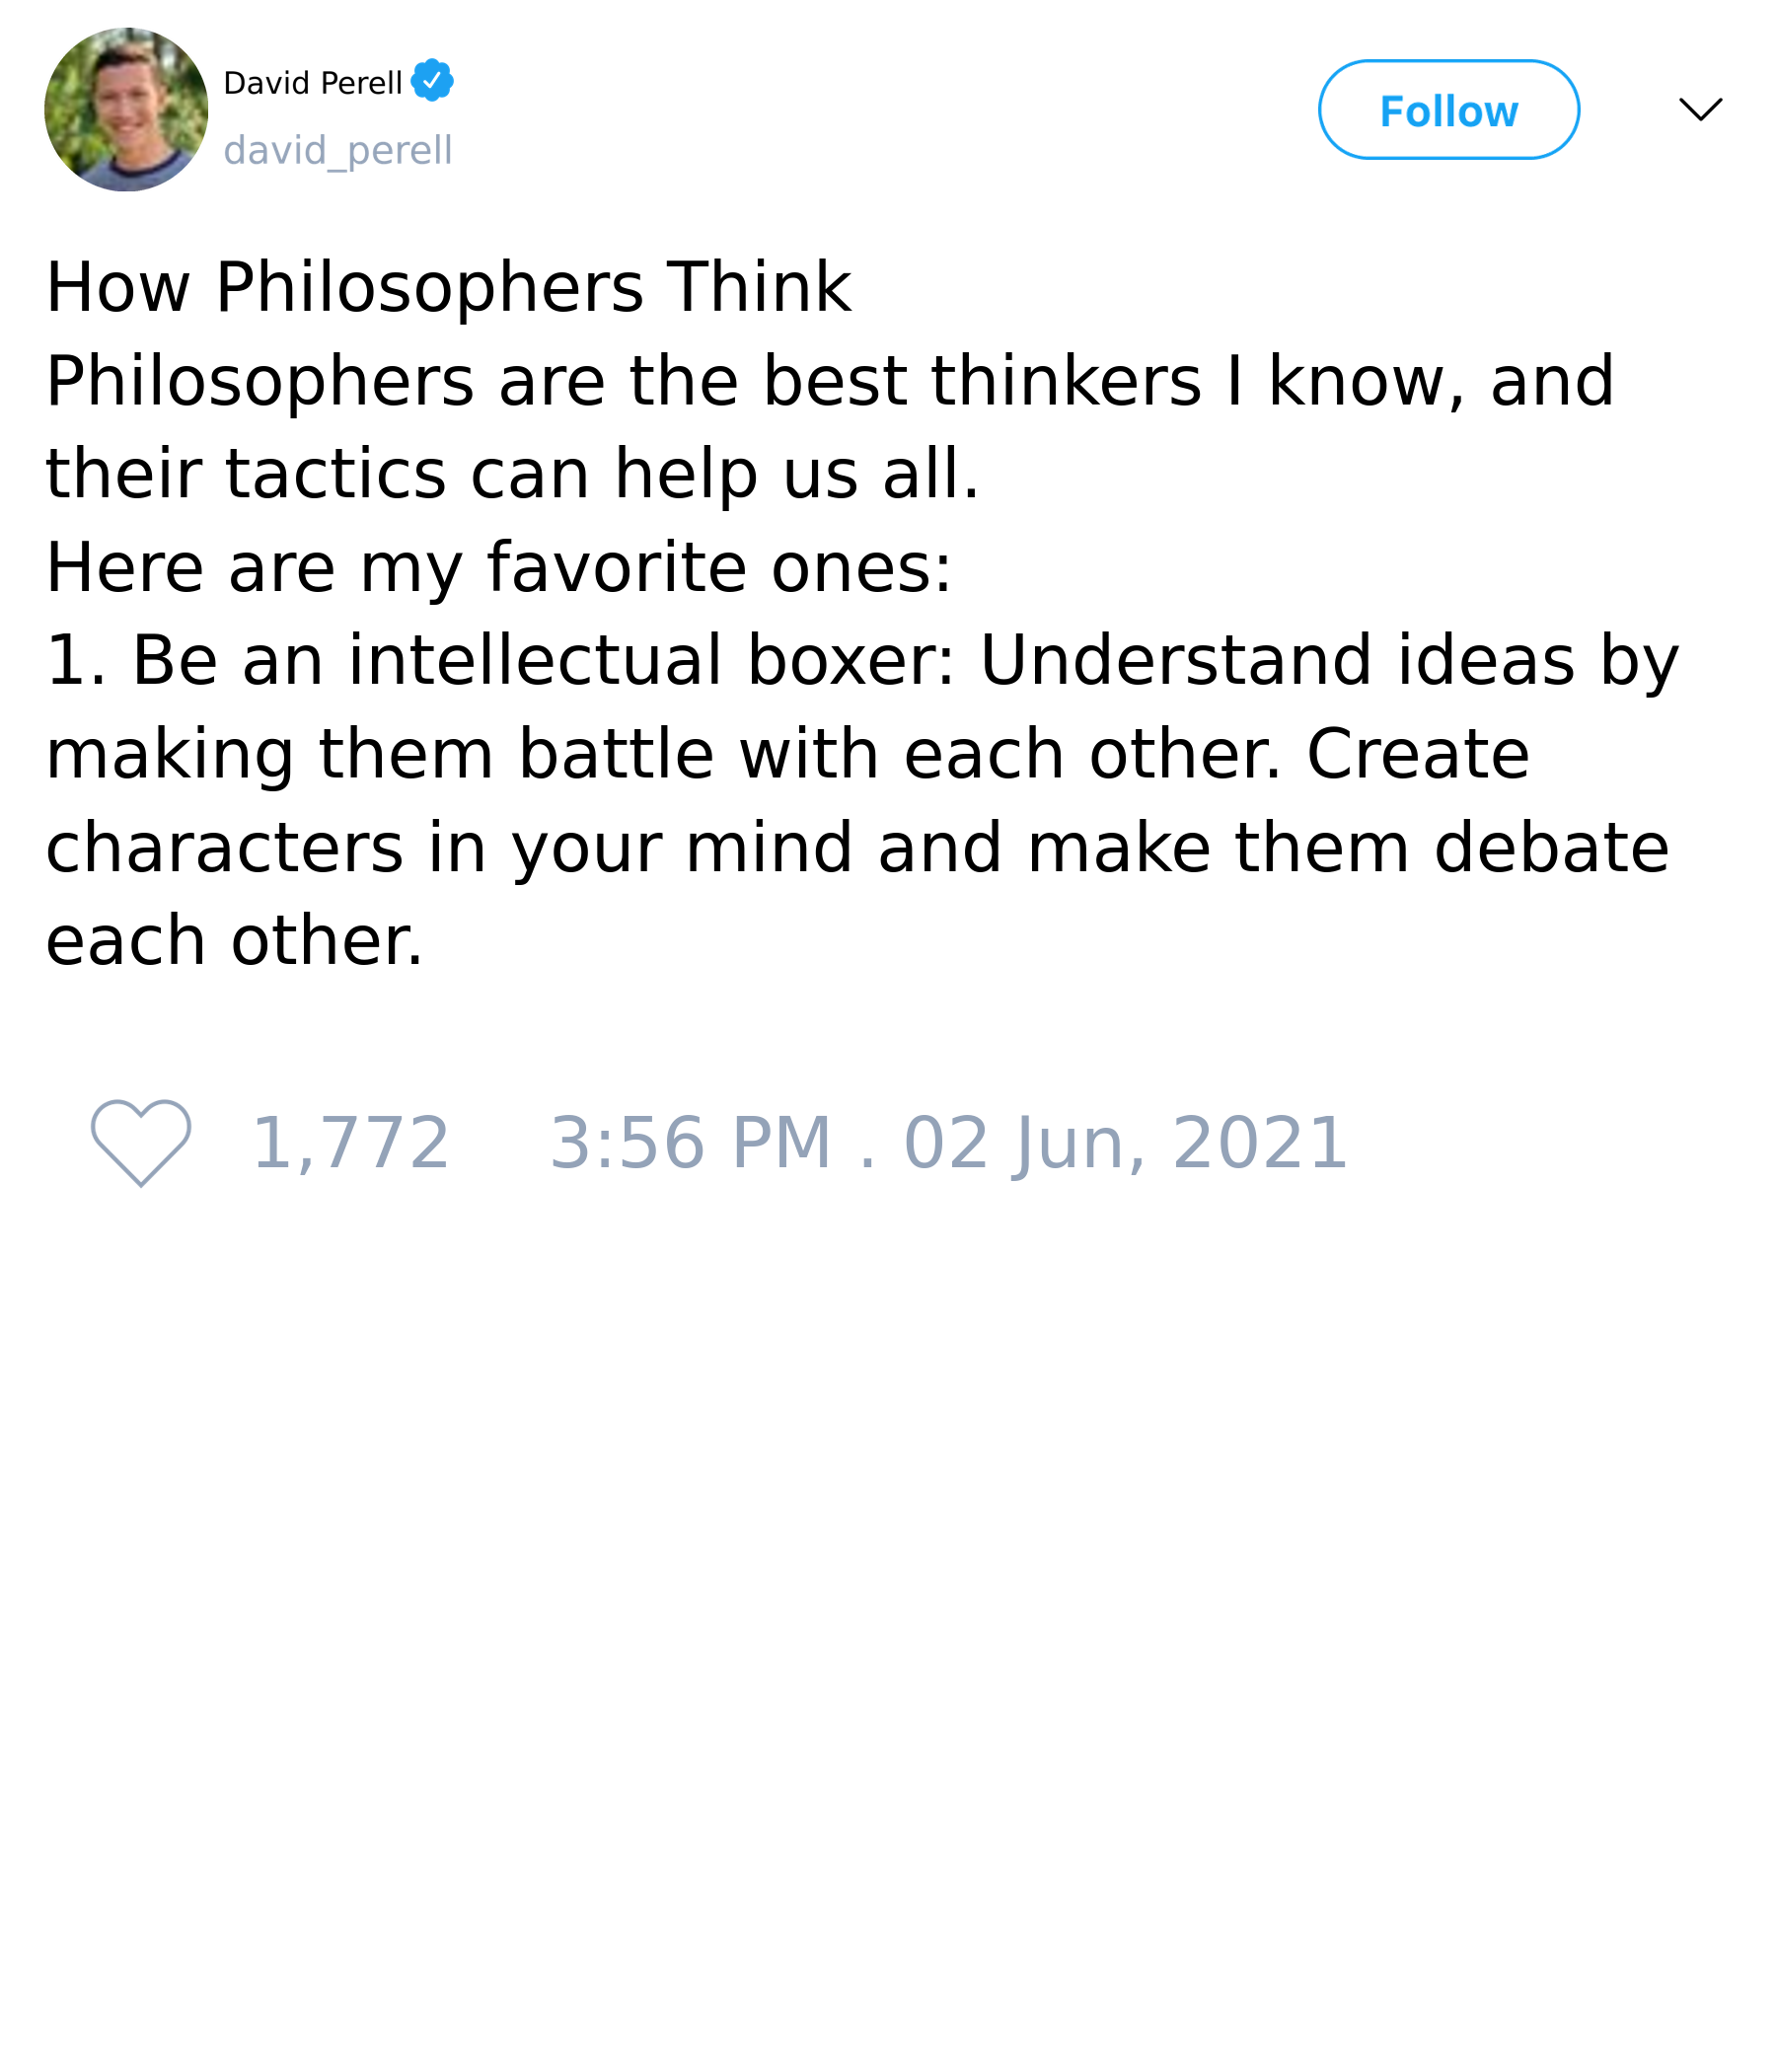 David Perell
david_perell
Follow
How Philosophers Think
Philosophers are the best thinkers I know, and
their tactics can help us all.
Here are my favorite ones:
1. Be an intellectual boxer: Understand ideas by
making them battle with each other. Create
characters in your mind and make them debate
each other.
1,772 3:56 PM . 02 Jun, 2021